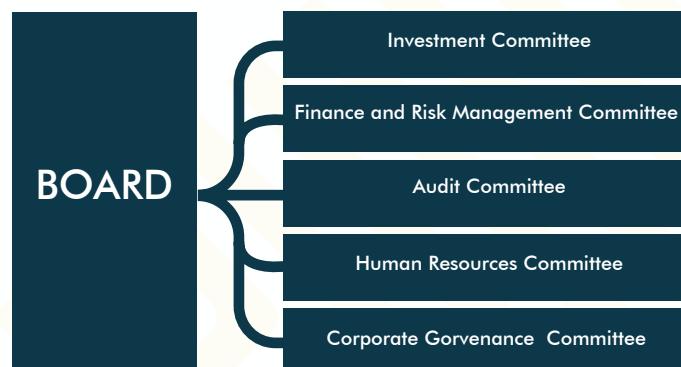 BOARD
Investment Committee
Finance and Risk Management Committee
Audit Committee
Human Resources Committee
Corporate Gorvenance  Committee